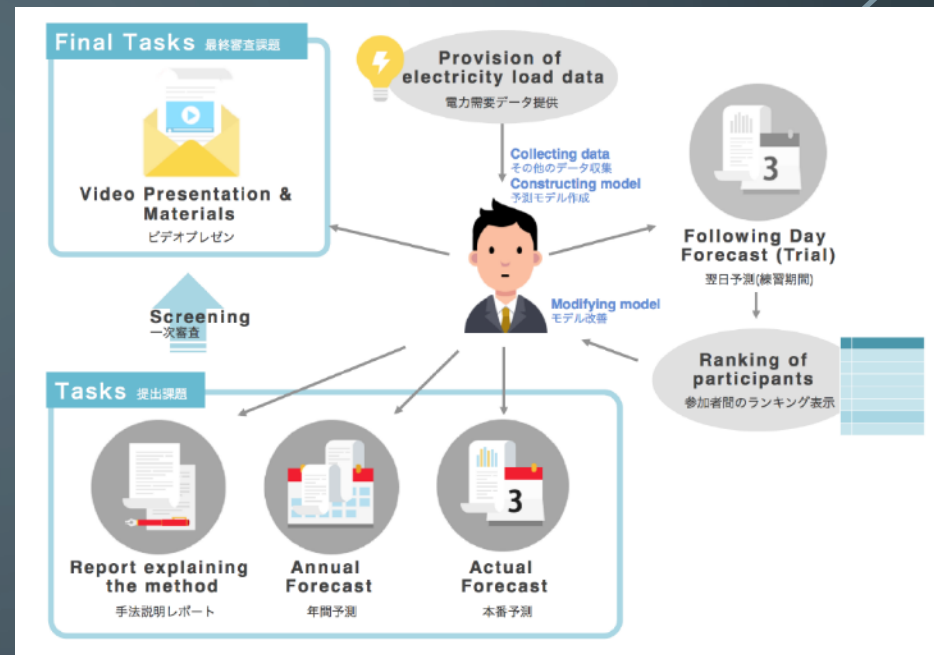 Final Tasks 最終審査課題
Video Presentation &
Materials
ビデオプレゼン
Provision of
electricity load data
電力需要データ提供
Collecting data
その他のデータ収集
Constructing model
予測モデル作成
3
Following Day
Forecast (Trial)
翌日予測(練習期間)
Modifying model
モデル改善
Ranking of
participants
参加者間のランキング表示
Screening
一次審査
Tasks 提出課題
Report explaining
the method
手法説明レポート
Annual
Forecast
年間予測
3
Actual
Forecast
本番予測